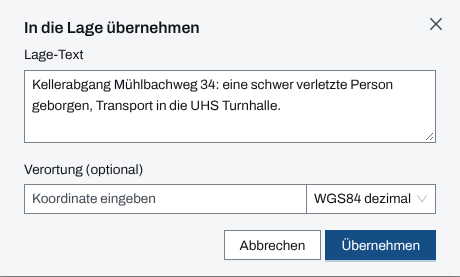 In die Lage übernehmen
Lage-Text
Kellerabgang Mühlbachweg 34: eine schwer verletzte Person
geborgen, Transport in die UHS Turnhalle.
Verortung (optional)
Koordinate eingeben
WGS84 dezimal
Abbrechen
Übernehmen